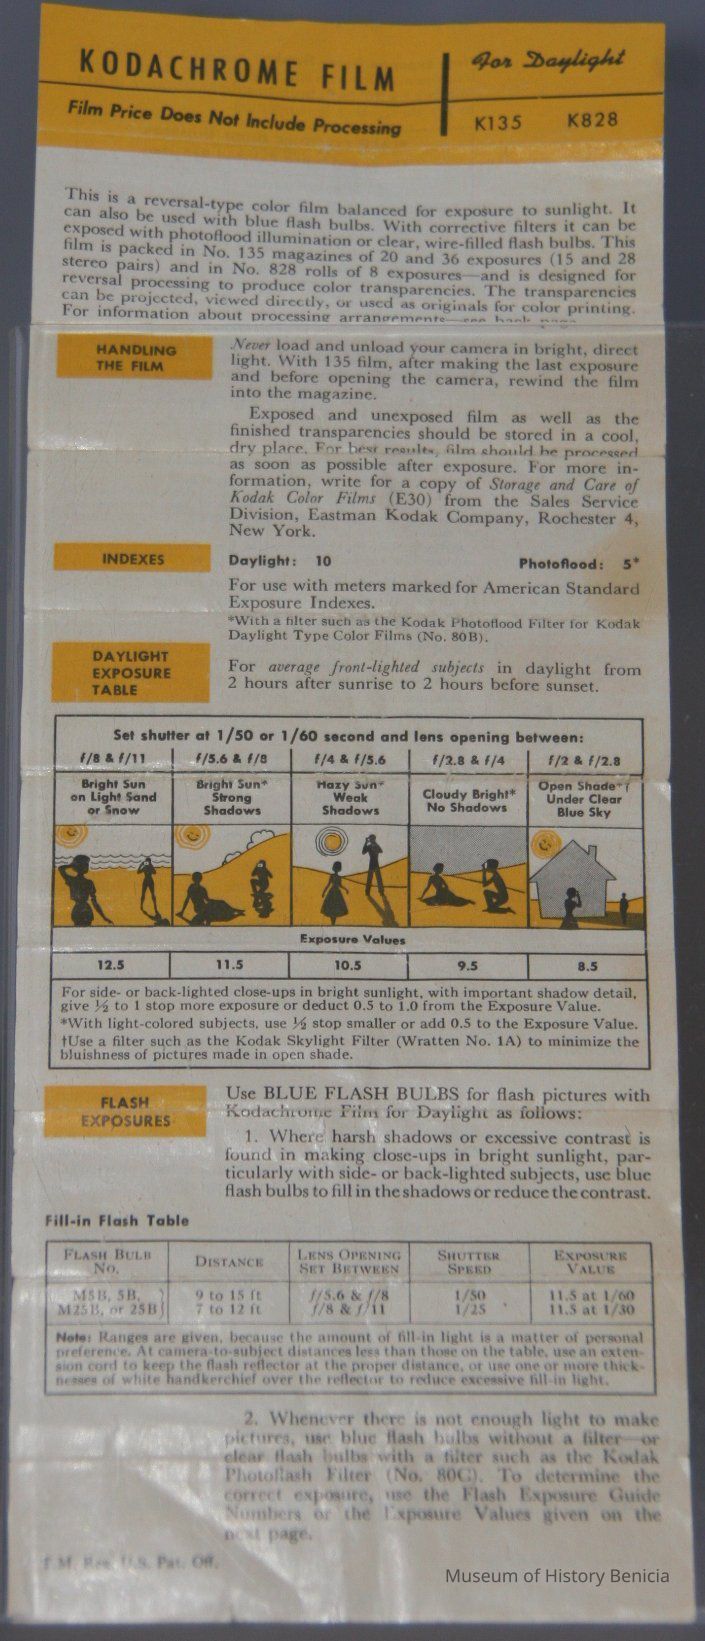 KODACHROME FILM
For Daylight
Film Price Does Not Include Processing
K135 K828
This is a reversal-type color film balanced for exposure to sunlight. It
can also be used with blue flash bulbs. With corrective filters it can be
exposed with photoflood illumination or clear, wire-filled flash bulbs. This
film is packed in No. 135 magazines of 20 and 36 exposures (15 and 28
stereo pairs) and in No. 828 rolls of 8 exposures—and is designed for
reversal processing to produce color transparencies. The transparencies
can be projected, viewed directly, or used as originals for color printing.
For information about processing arrangements—see back page.
HANDLING
THE FILM
Never load and unload your camera in bright, direct
light. With 135 film, after making the last exposure
and before opening the camera, rewind the film
into the magazine.
Exposed and unexposed film as well as the
finished transparencies should be stored in a cool,
dry place. For best results, film should be processed
as soon as possible after exposure. For more in-
formation, write for a copy of Storage and Care of
Kodak Color Films (E30) from the Sales Service
Division, Eastman Kodak Company, Rochester 4,
New York.
INDEXES
Daylight: 10 Photoflood: 5*
For use with meters marked for American Standard
Exposure Indexes.
*With a filter such as the Kodak Photoflood Filter for Kodak
Daylight Type Color Films (No. 80B).
DAYLIGHT
EXPOSURE
TABLE
For average front-lighted subjects in daylight from
2 hours after sunrise to 2 hours before sunset.
Set shutter at 1/50 or 1/60 second and lens opening between:
f/8 & f/11 f/5.6 & f/8 f/4 & f/5.6 f/2.8 & f/4 f/2 & f/2.8
Bright Sun
on Light Sand
or Snow
Bright Sun*
Strong
Shadows
Hazy Sun*
Weak
Shadows
Cloudy Bright*
No Shadows
Open Shade*†
Under Clear
Blue Sky
Exposure Values
12.5 11.5 10.5 9.5 8.5
For side- or back-lighted close-ups in bright sunlight, with important shadow detail,
give ½ to 1 stop more exposure or deduct 0.5 to 1.0 from the Exposure Value.
*With light-colored subjects, use ½ stop smaller or add 0.5 to the Exposure Value.
†Use a filter such as the Kodak Skylight Filter (Wratten No. 1A) to minimize the
bluishness of pictures made in open shade.
FLASH
EXPOSURES
Use BLUE FLASH BULBS for flash pictures with
Kodachrome Film for Daylight as follows:
1. Where harsh shadows or excessive contrast is
found in making close-ups in bright sunlight, par-
ticularly with side- or back-lighted subjects, use blue
flash bulbs to fill in the shadows or reduce the contrast.
Fill-in Flash Table
FLASH BULB
NO.
DISTANCE
LENS OPENING
SET BETWEEN
SHUTTER
SPEED
EXPOSURE
VALUE
M5B, 5B, 9 to 15 ft f/5.6 & f/8 1/50 11.5 at 1/60
M25B, or 25B} 7 to 12 ft f/8 & f/11 1/25 11.5 at 1/30
Note: Ranges are given, because the amount of fill-in light is a matter of personal
preference. At camera-to-subject distances less than those on the table, use an exten-
sion cord to keep the flash reflector at the proper distance, or use one or more thick-
nesses of white handkerchief over the reflector to reduce excessive fill-in light.
2. Whenever there is not enough light to make
pictures, use blue flash bulbs without a filter—or
clear flash bulbs with a filter such as the Kodak
Photoflash Filter (No. 80C). To determine the
correct exposure, use the Flash Exposure Guide
Numbers or the Exposure Values given on the
next page.
T.M. Reg. U.S. Pat. Off.
Museum of History Benicia